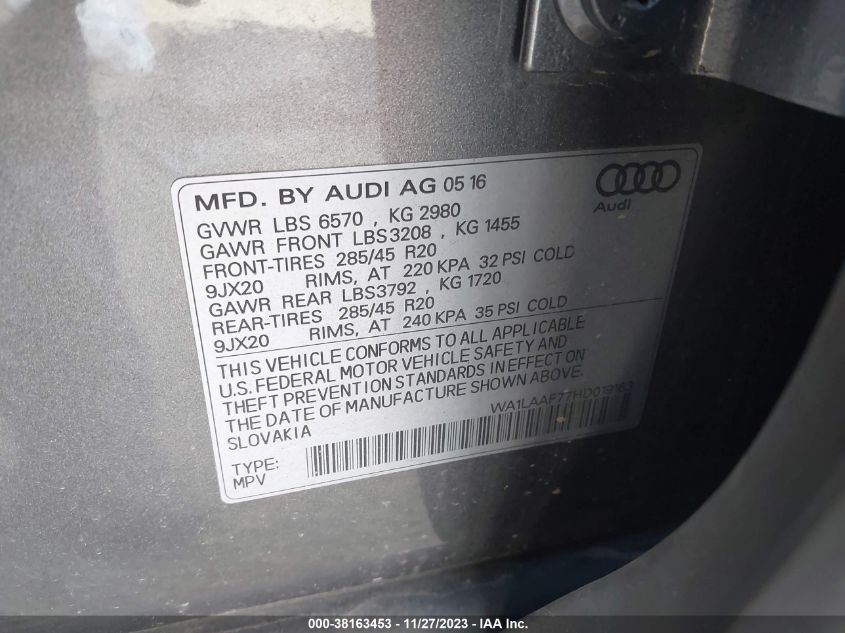 MFD. BY AUDI AG 05 16
Audi
GVWR LBS 6570 , KG 2980
GAWR FRONT LBS3208 , KG 1455
FRONT-TIRES 285/45 R20
9JX20 RIMS, AT 220 KPA 32 PSI COLD
GAWR REAR LBS3792 , KG 1720
REAR-TIRES 285/45 R20
9JX20 RIMS, AT 240 KPA 35 PSI COLD
THIS VEHICLE CONFORMS TO ALL APPLICABLE
U.S. FEDERAL MOTOR VEHICLE SAFETY AND
THEFT PREVENTION STANDARDS IN EFFECT ON
THE DATE OF MANUFACTURE SHOWN ABOVE.
SLOVAKIA WA1LAAF77HD019163
TYPE:
MPV
000-38163453 - 11/27/2023 - IAA Inc.